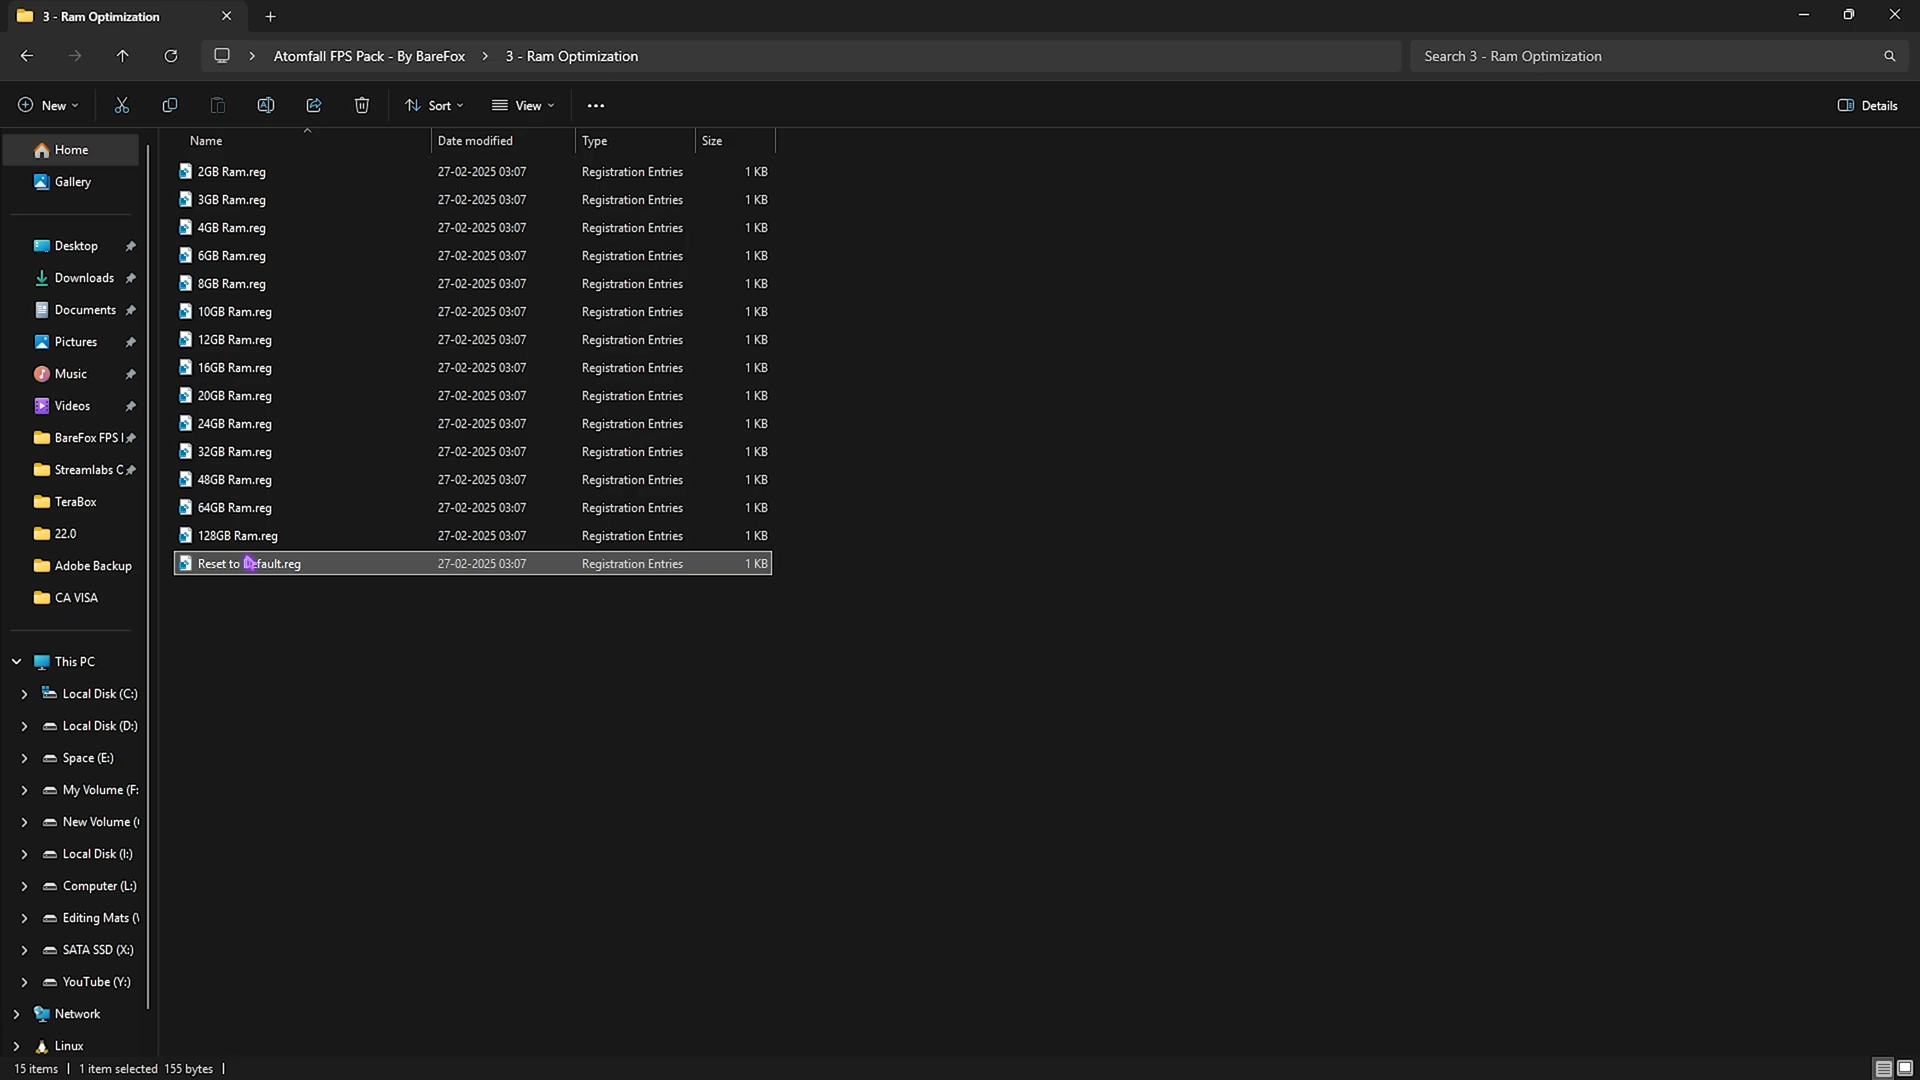 3 - Ram Optimization
Atomfall FPS Pack - By BareFox > 3 - Ram Optimization
Search 3 - Ram Optimization
New
Sort
View
Details
Name Date modified Type Size
2GB Ram.reg 27-02-2025 03:07 Registration Entries 1 KB
3GB Ram.reg 27-02-2025 03:07 Registration Entries 1 KB
4GB Ram.reg 27-02-2025 03:07 Registration Entries 1 KB
6GB Ram.reg 27-02-2025 03:07 Registration Entries 1 KB
8GB Ram.reg 27-02-2025 03:07 Registration Entries 1 KB
10GB Ram.reg 27-02-2025 03:07 Registration Entries 1 KB
12GB Ram.reg 27-02-2025 03:07 Registration Entries 1 KB
16GB Ram.reg 27-02-2025 03:07 Registration Entries 1 KB
20GB Ram.reg 27-02-2025 03:07 Registration Entries 1 KB
24GB Ram.reg 27-02-2025 03:07 Registration Entries 1 KB
32GB Ram.reg 27-02-2025 03:07 Registration Entries 1 KB
48GB Ram.reg 27-02-2025 03:07 Registration Entries 1 KB
64GB Ram.reg 27-02-2025 03:07 Registration Entries 1 KB
128GB Ram.reg 27-02-2025 03:07 Registration Entries 1 KB
Reset to Default.reg 27-02-2025 03:07 Registration Entries 1 KB
Home
Gallery
Desktop
Downloads
Documents
Pictures
Music
Videos
BareFox FPS
Streamlabs
TeraBox
22.0
Adobe Backup
CA VISA
This PC
Local Disk (C:)
Local Disk (D:)
Space (E:)
My Volume (F:
New Volume (
Local Disk (I:)
Computer (L:)
Editing Mats (
SATA SSD (X:)
YouTube (Y:)
Network
Linux
15 items | 1 item selected 155 bytes |